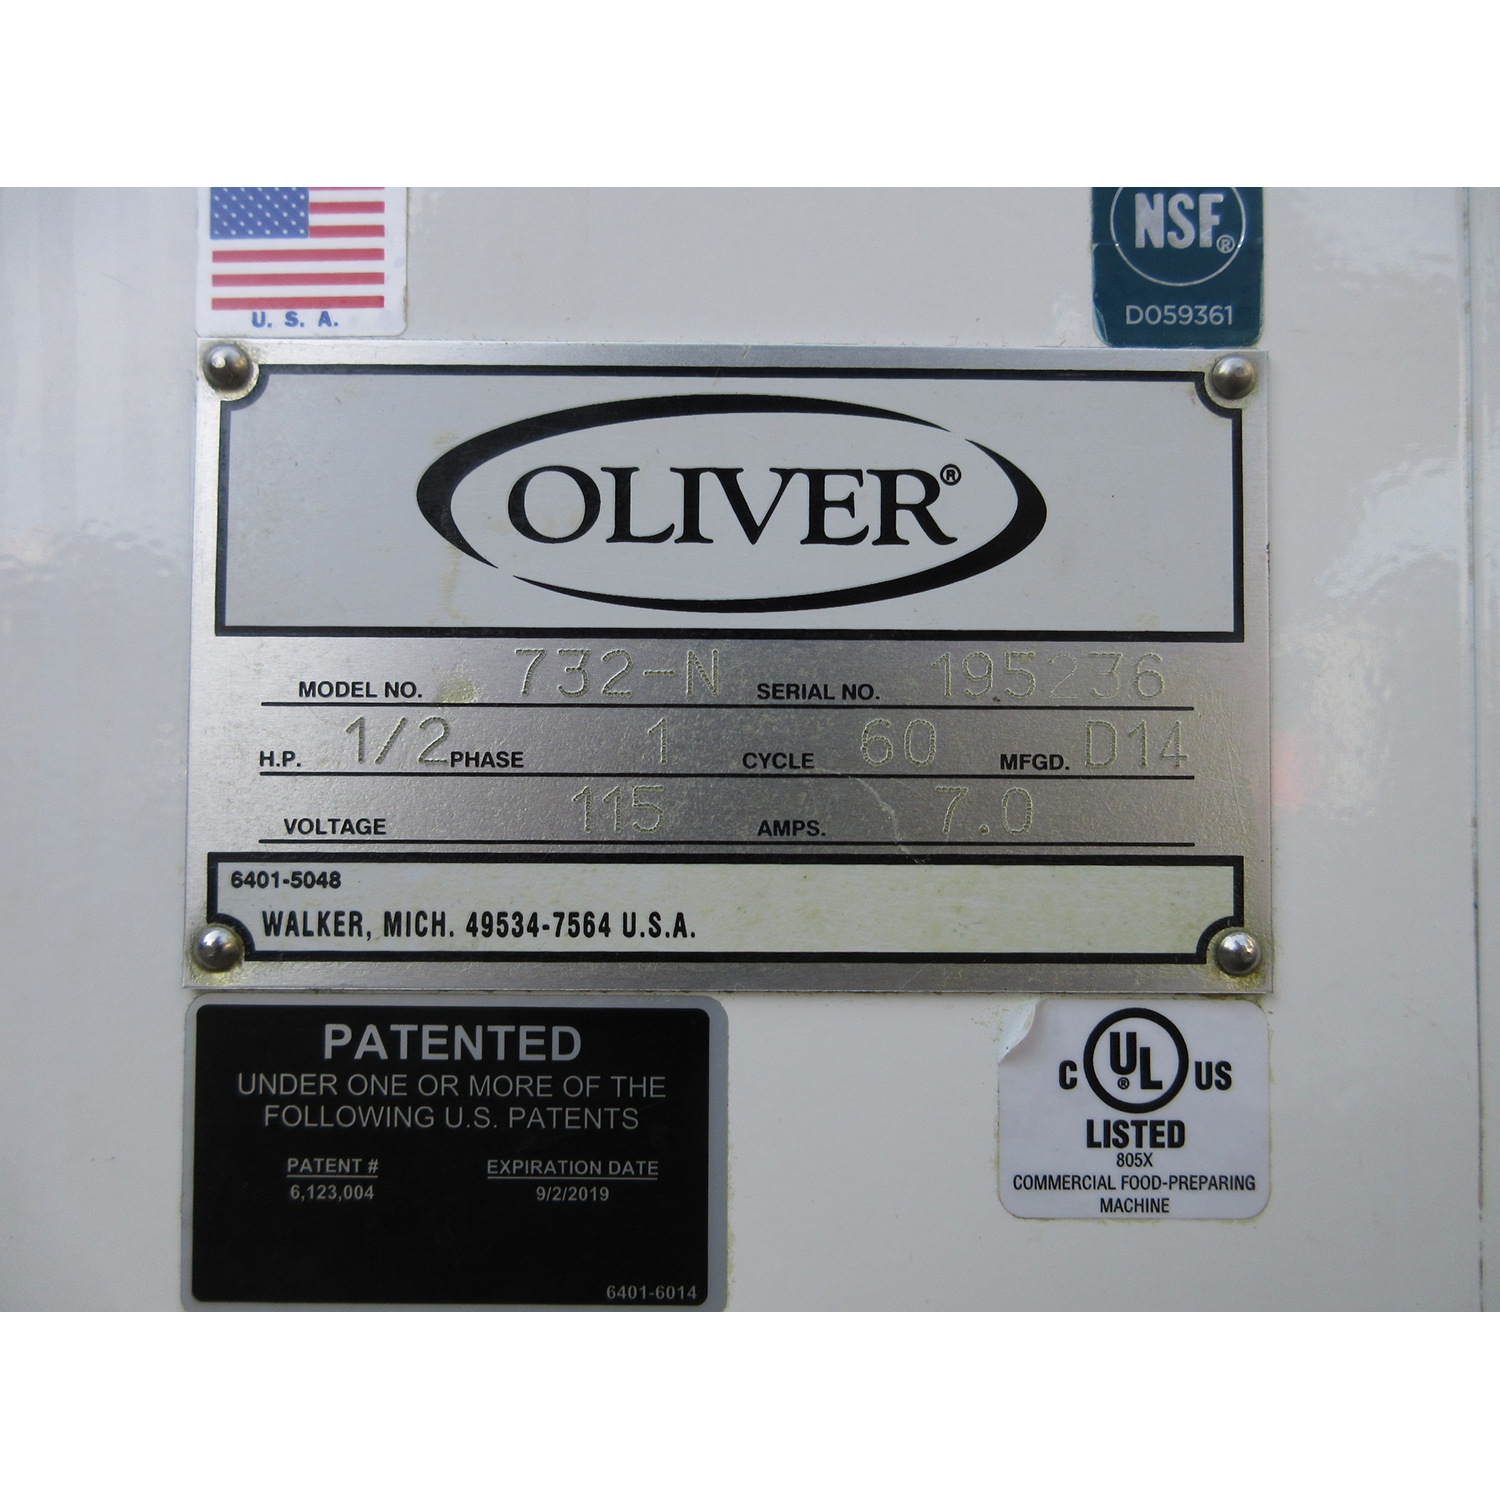 U. S. A.
NSF®
D059361
OLIVER®
MODEL NO. 732-N SERIAL NO. 195236
H.P. 1/2 PHASE 1 CYCLE 60 MFGD. D14
VOLTAGE 115 AMPS. 7.0
6401-5048
WALKER, MICH. 49534-7564 U.S.A.
PATENTED
UNDER ONE OR MORE OF THE
FOLLOWING U.S. PATENTS
PATENT # EXPIRATION DATE
6,123,004 9/2/2019
6401-6014
C UL® US
LISTED
805X
COMMERCIAL FOOD-PREPARING
MACHINE